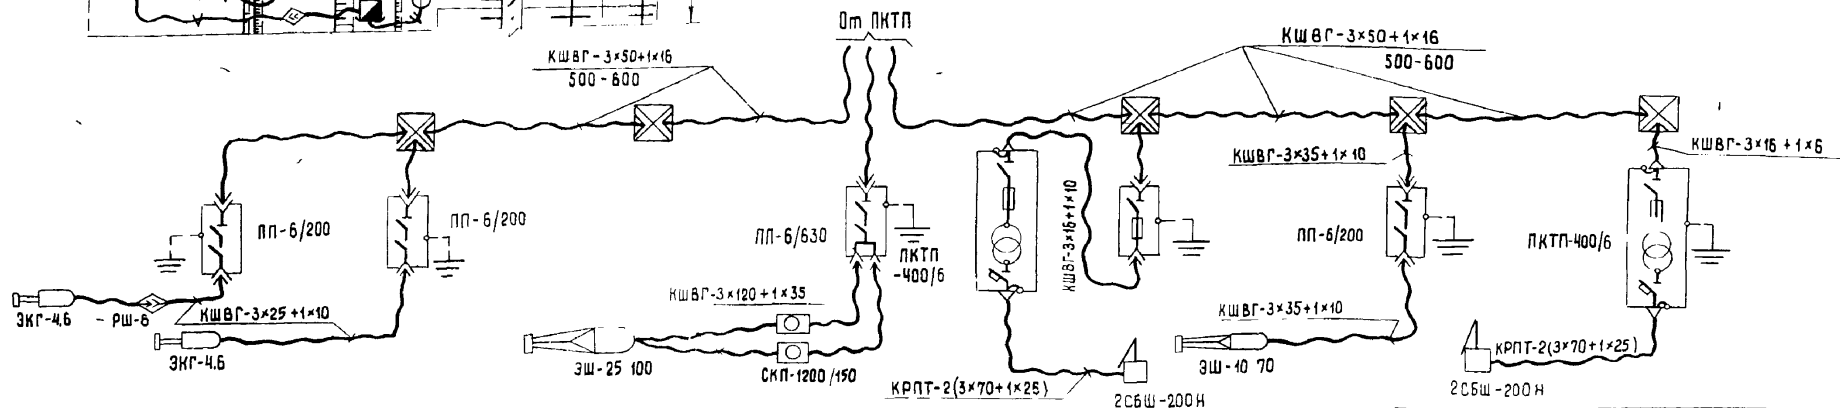 От ПКТП
КШВГ-3×50+1×16
500-600
КШВГ-3×50+1×16
500-600
КШВГ-3×35+1×10
КШВГ-3×16+1×6
КШВГ-3×16+1×10
ПП-6/200
ПП-6/200
ПП-6/630
ПКТП
-400/6
ПП-6/200
ПКТП-400/6
ЭКГ-4,6
РШ-6
КШВГ-3×25+1×10
ЭКГ-4,6
КШВГ-3×120+1×35
ЭШ-25 100
СКП-1200/150
КРПТ-2(3×70+1×25)
2СБШ-200Н
КШВГ-3×35+1×10
ЭШ-10 70
КРПТ-2(3×70+1×25)
2СБШ-200Н